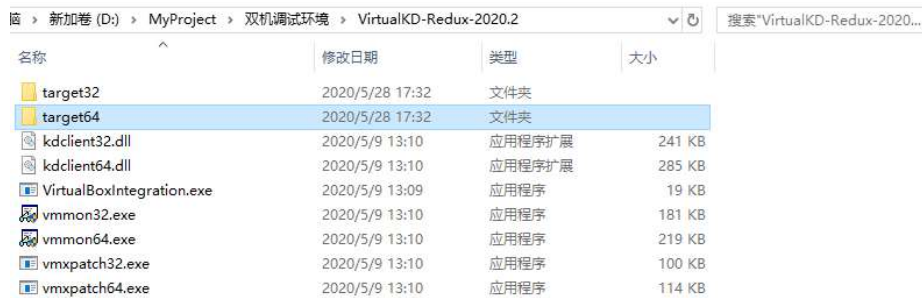 脑 › 新加卷 (D:) › MyProject › 双机调试环境 › VirtualKD-Redux-2020.2 搜索"VirtualKD-Redux-2020...
名称 修改日期 类型 大小
target32 2020/5/28 17:32 文件夹
target64 2020/5/28 17:32 文件夹
kdclient32.dll 2020/5/9 13:10 应用程序扩展 241 KB
kdclient64.dll 2020/5/9 13:10 应用程序扩展 285 KB
VirtualBoxIntegration.exe 2020/5/9 13:09 应用程序 19 KB
vmmon32.exe 2020/5/9 13:10 应用程序 181 KB
vmmon64.exe 2020/5/9 13:10 应用程序 219 KB
vmxpatch32.exe 2020/5/9 13:10 应用程序 100 KB
vmxpatch64.exe 2020/5/9 13:10 应用程序 114 KB